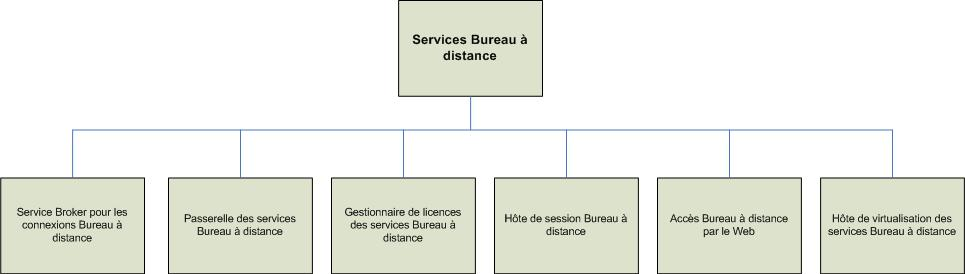 Services Bureau à
distance
Service Broker pour les
connexions Bureau à
distance
Passerelle des services
Bureau à distance
Gestionnaire de licences
des services Bureau à
distance
Hôte de session Bureau à
distance
Accès Bureau à distance
par le Web
Hôte de virtualisation des
services Bureau à distance